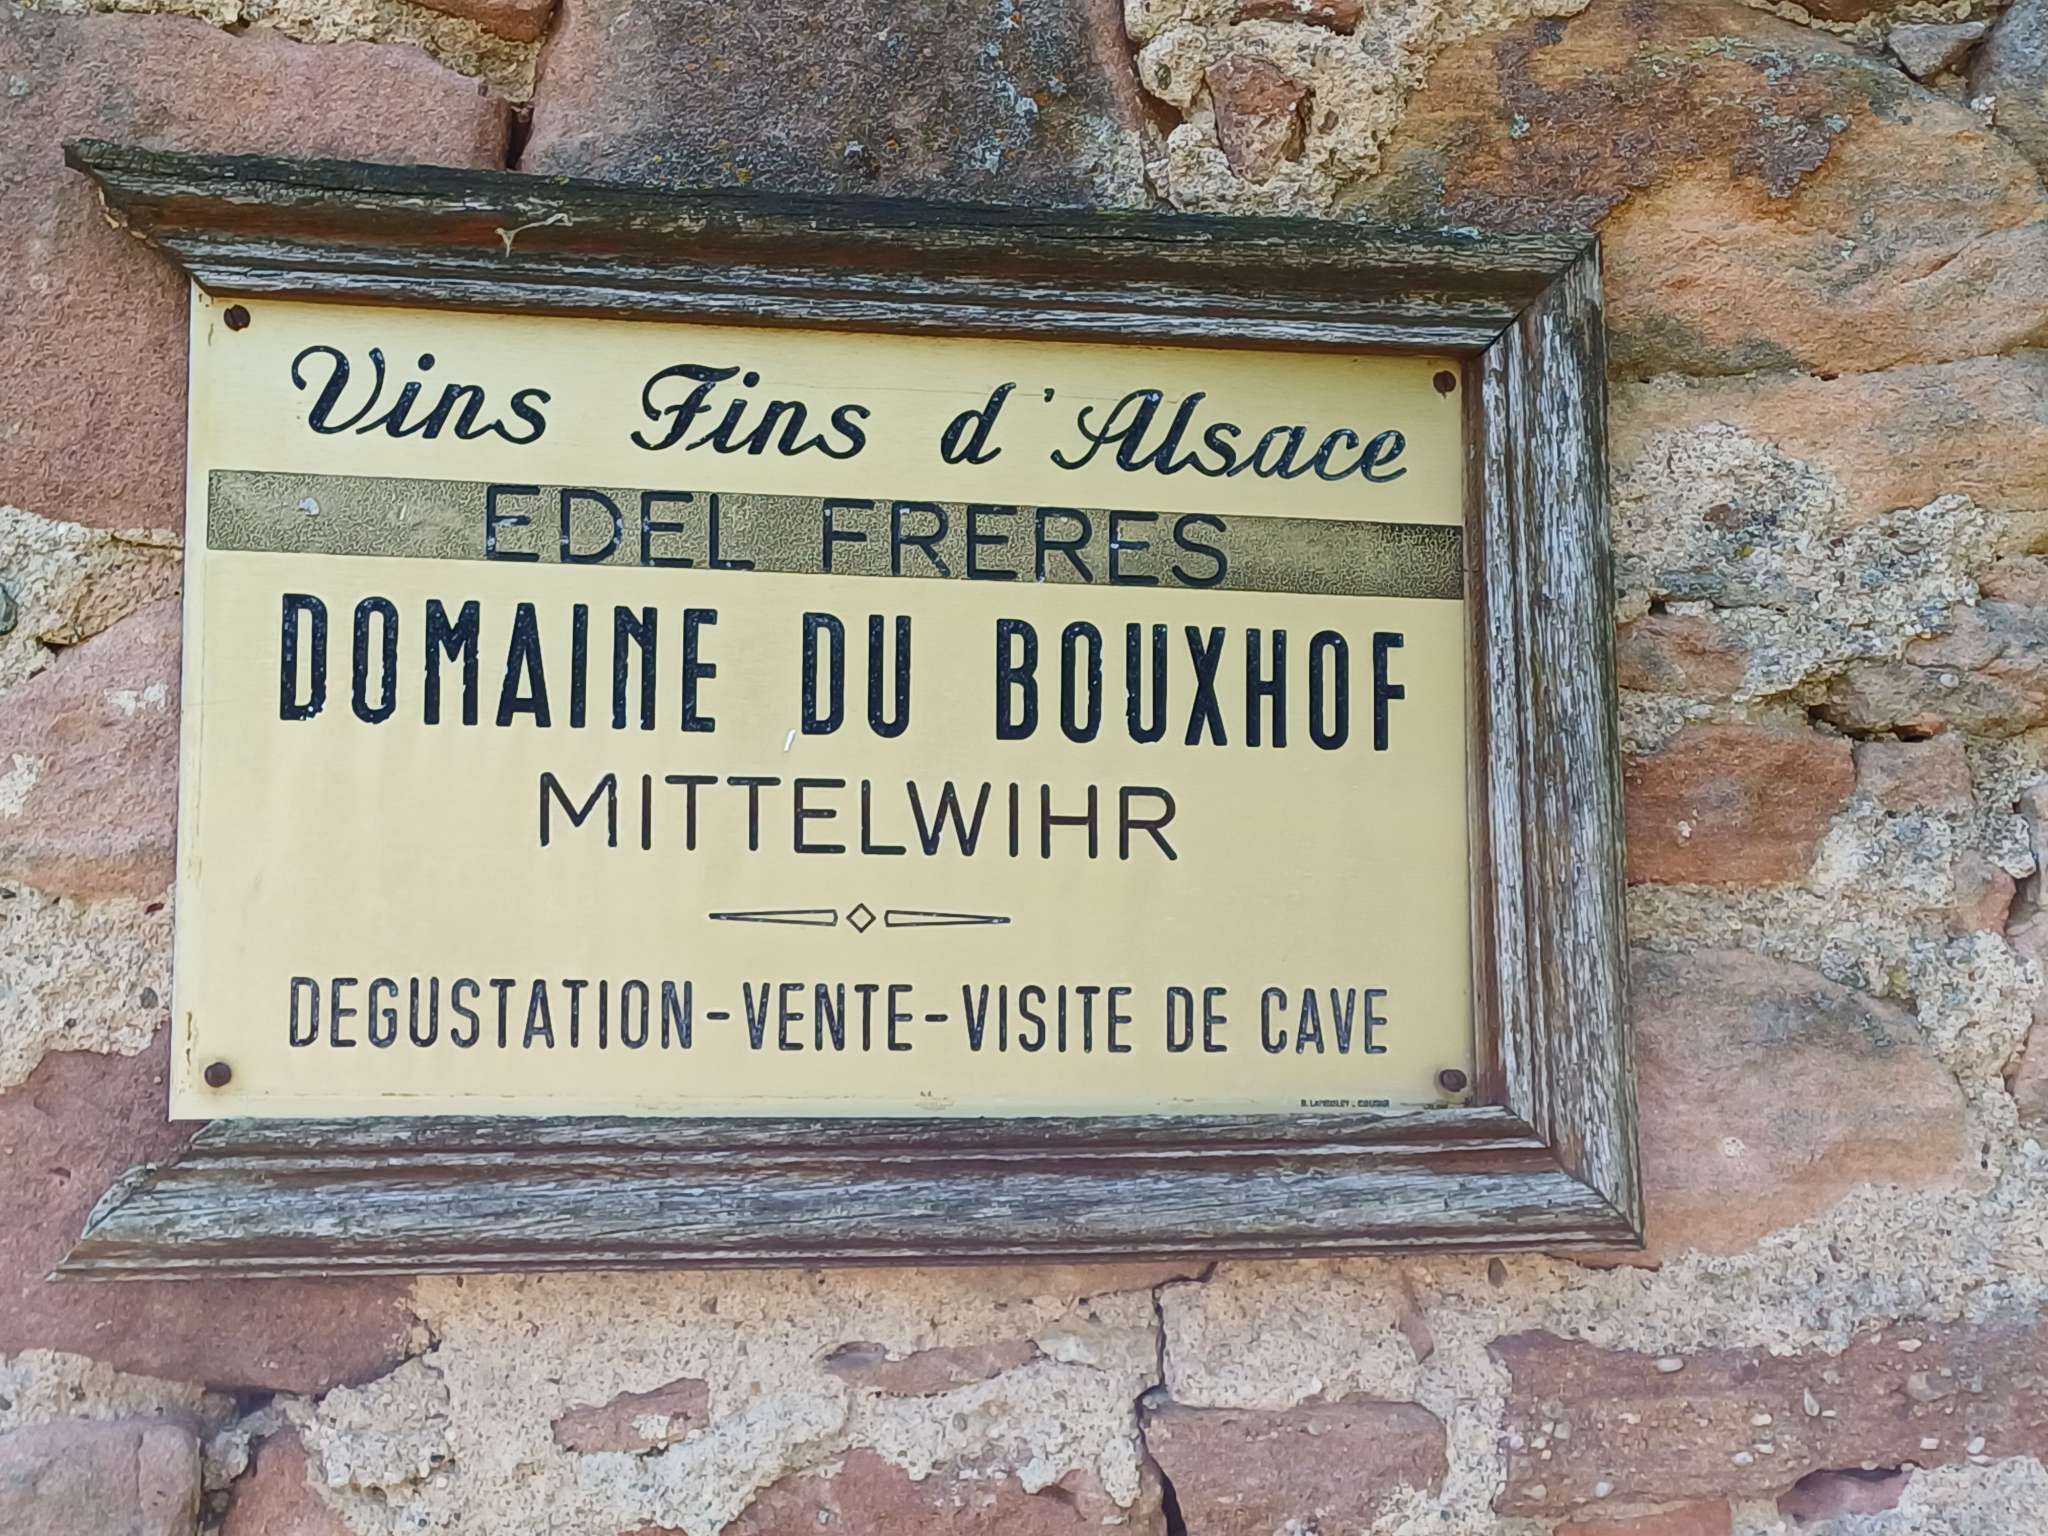 Vins Fins d'Alsace
EDEL FRERES
DOMAINE DU BOUXHOF
MITTELWIHR
DEGUSTATION-VENTE-VISITE DE CAVE